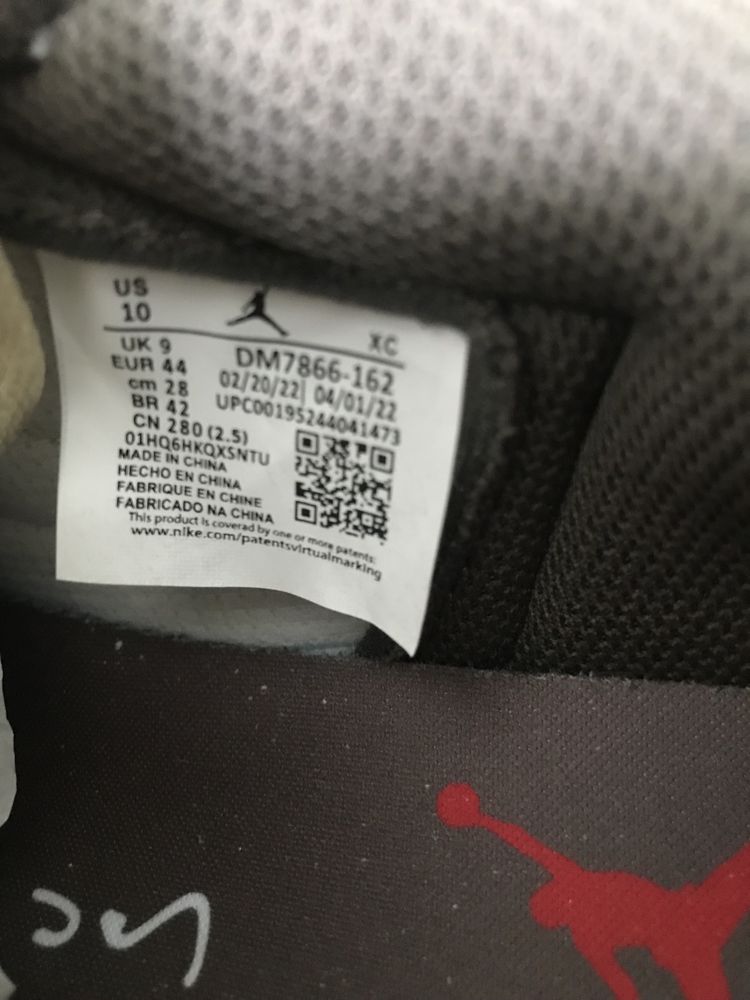 US
10
XC
UK 9
EUR 44
cm 28
BR 42
CN 280 (2.5)
01HQ6HKQXSNTU
MADE IN CHINA
HECHO EN CHINA
FABRIQUE EN CHINE
FABRICADO NA CHINA
DM7866-162
02/20/22 | 04/01/22
UPC00195244041473
This product is covered by one or more patents:
www.nike.com/patentsvirtualmarking